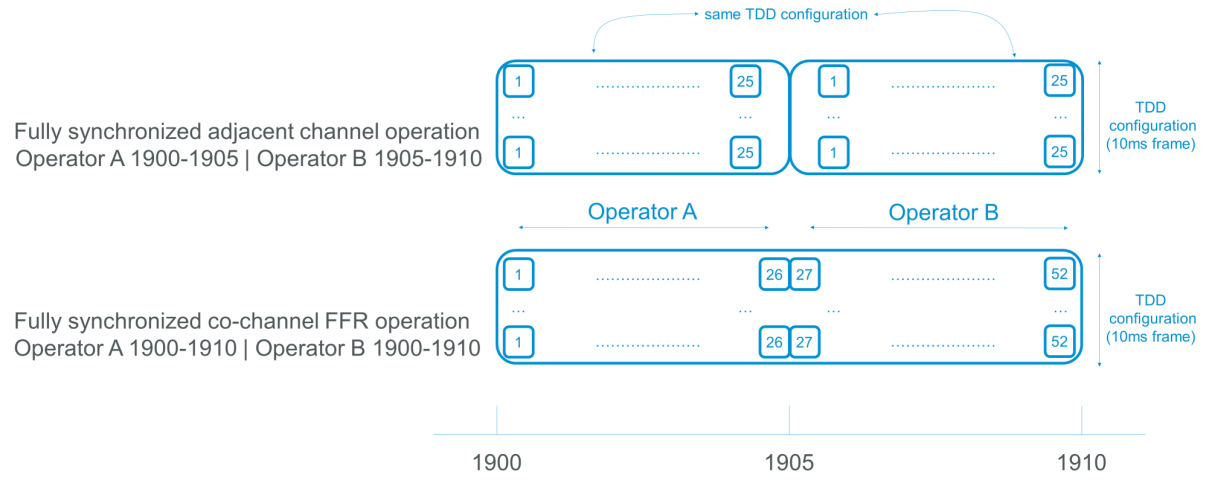 same TDD configuration
1 ..................... 25 1 ..................... 25
... ... ... ...
1 ..................... 25 1 ..................... 25
Fully synchronized adjacent channel operation
Operator A 1900-1905 | Operator B 1905-1910
TDD
configuration
(10ms frame)
Operator A Operator B
1 ..................... 26 27 ..................... 52
... ... ... ...
1 ..................... 26 27 ..................... 52
Fully synchronized co-channel FFR operation
Operator A 1900-1910 | Operator B 1900-1910
TDD
configuration
(10ms frame)
1900 1905 1910